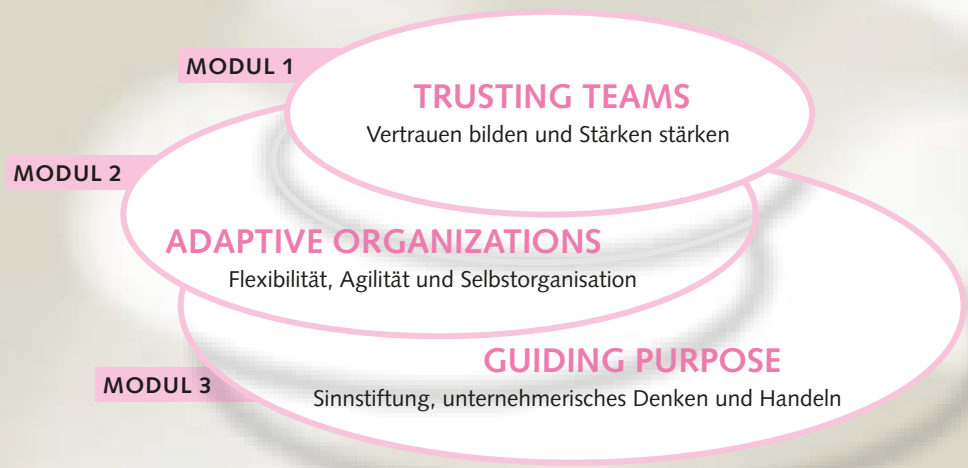 MODUL 1
TRUSTING TEAMS
Vertrauen bilden und Stärken stärken
MODUL 2
ADAPTIVE ORGANIZATIONS
Flexibilität, Agilität und Selbstorganisation
GUIDING PURPOSE
MODUL 3
Sinnstiftung, unternehmerisches Denken und Handeln